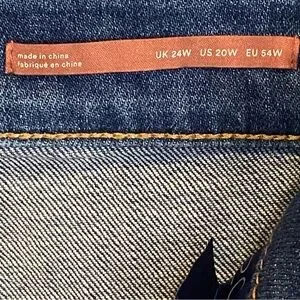 made in china
fabriqué en chine
UK 24W US 20W EU 54W